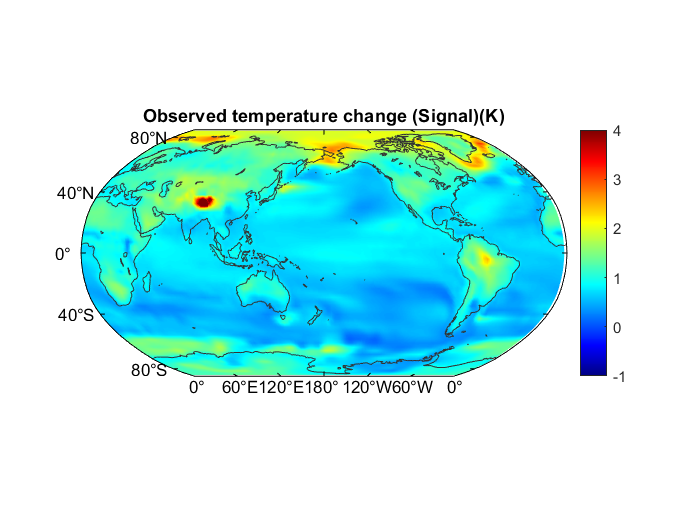 Observed temperature change (Signal)(K)
80°N
40°N
0°
40°S
80°S
0° 60°E120°E180° 120°W60°W 0°
4
3
2
1
0
-1